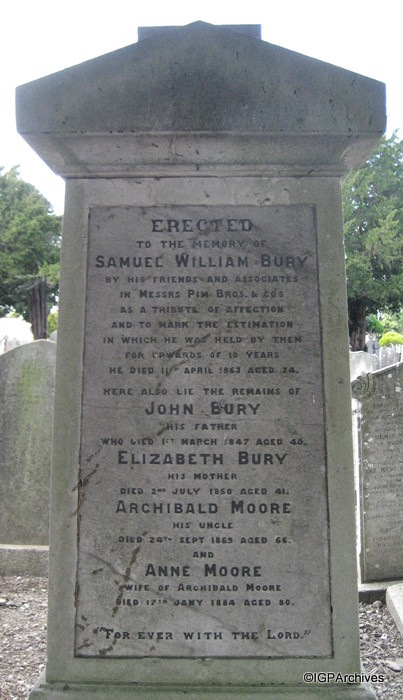 ERECTED
TO THE MEMORY OF
SAMUEL WILLIAM BURY
BY HIS FRIENDS AND ASSOCIATES
IN MESSRS PIM BROS. & COS
AS A TRIBUTE OF AFFECTION
AND TO MARK THE ESTIMATION
IN WHICH HE WAS HELD BY THEM
FOR UPWARDS OF 10 YEARS
HE DIED 11TH APRIL 1863 AGED 24.
HERE ALSO LIE THE REMAINS OF
JOHN BURY
HIS FATHER
WHO DIED 1ST MARCH 1847 AGED 40.
ELIZABETH BURY
HIS MOTHER
DIED 2ND JULY 1850 AGED 41.
ARCHIBALD MOORE
HIS UNCLE
DIED 24TH SEPT 1869 AGED 66.
AND
ANNE MOORE
WIFE OF ARCHIBALD MOORE
DIED 17TH JANY 1884 AGED 80.
"FOR EVER WITH THE LORD."
©IGPArchives